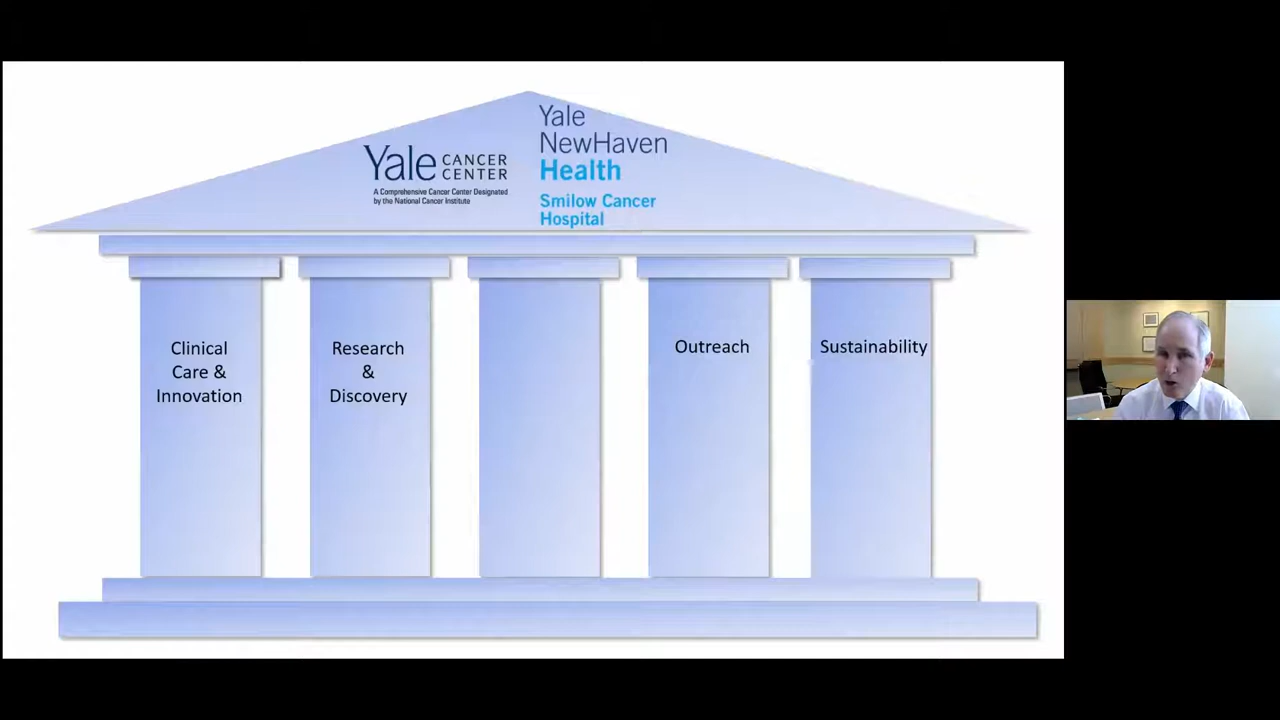 Yale CANCER CENTER
A Comprehensive Cancer Center Designated
by the National Cancer Institute
Yale
NewHaven
Health
Smilow Cancer
Hospital
Clinical
Care &
Innovation
Research
&
Discovery
Outreach
Sustainability